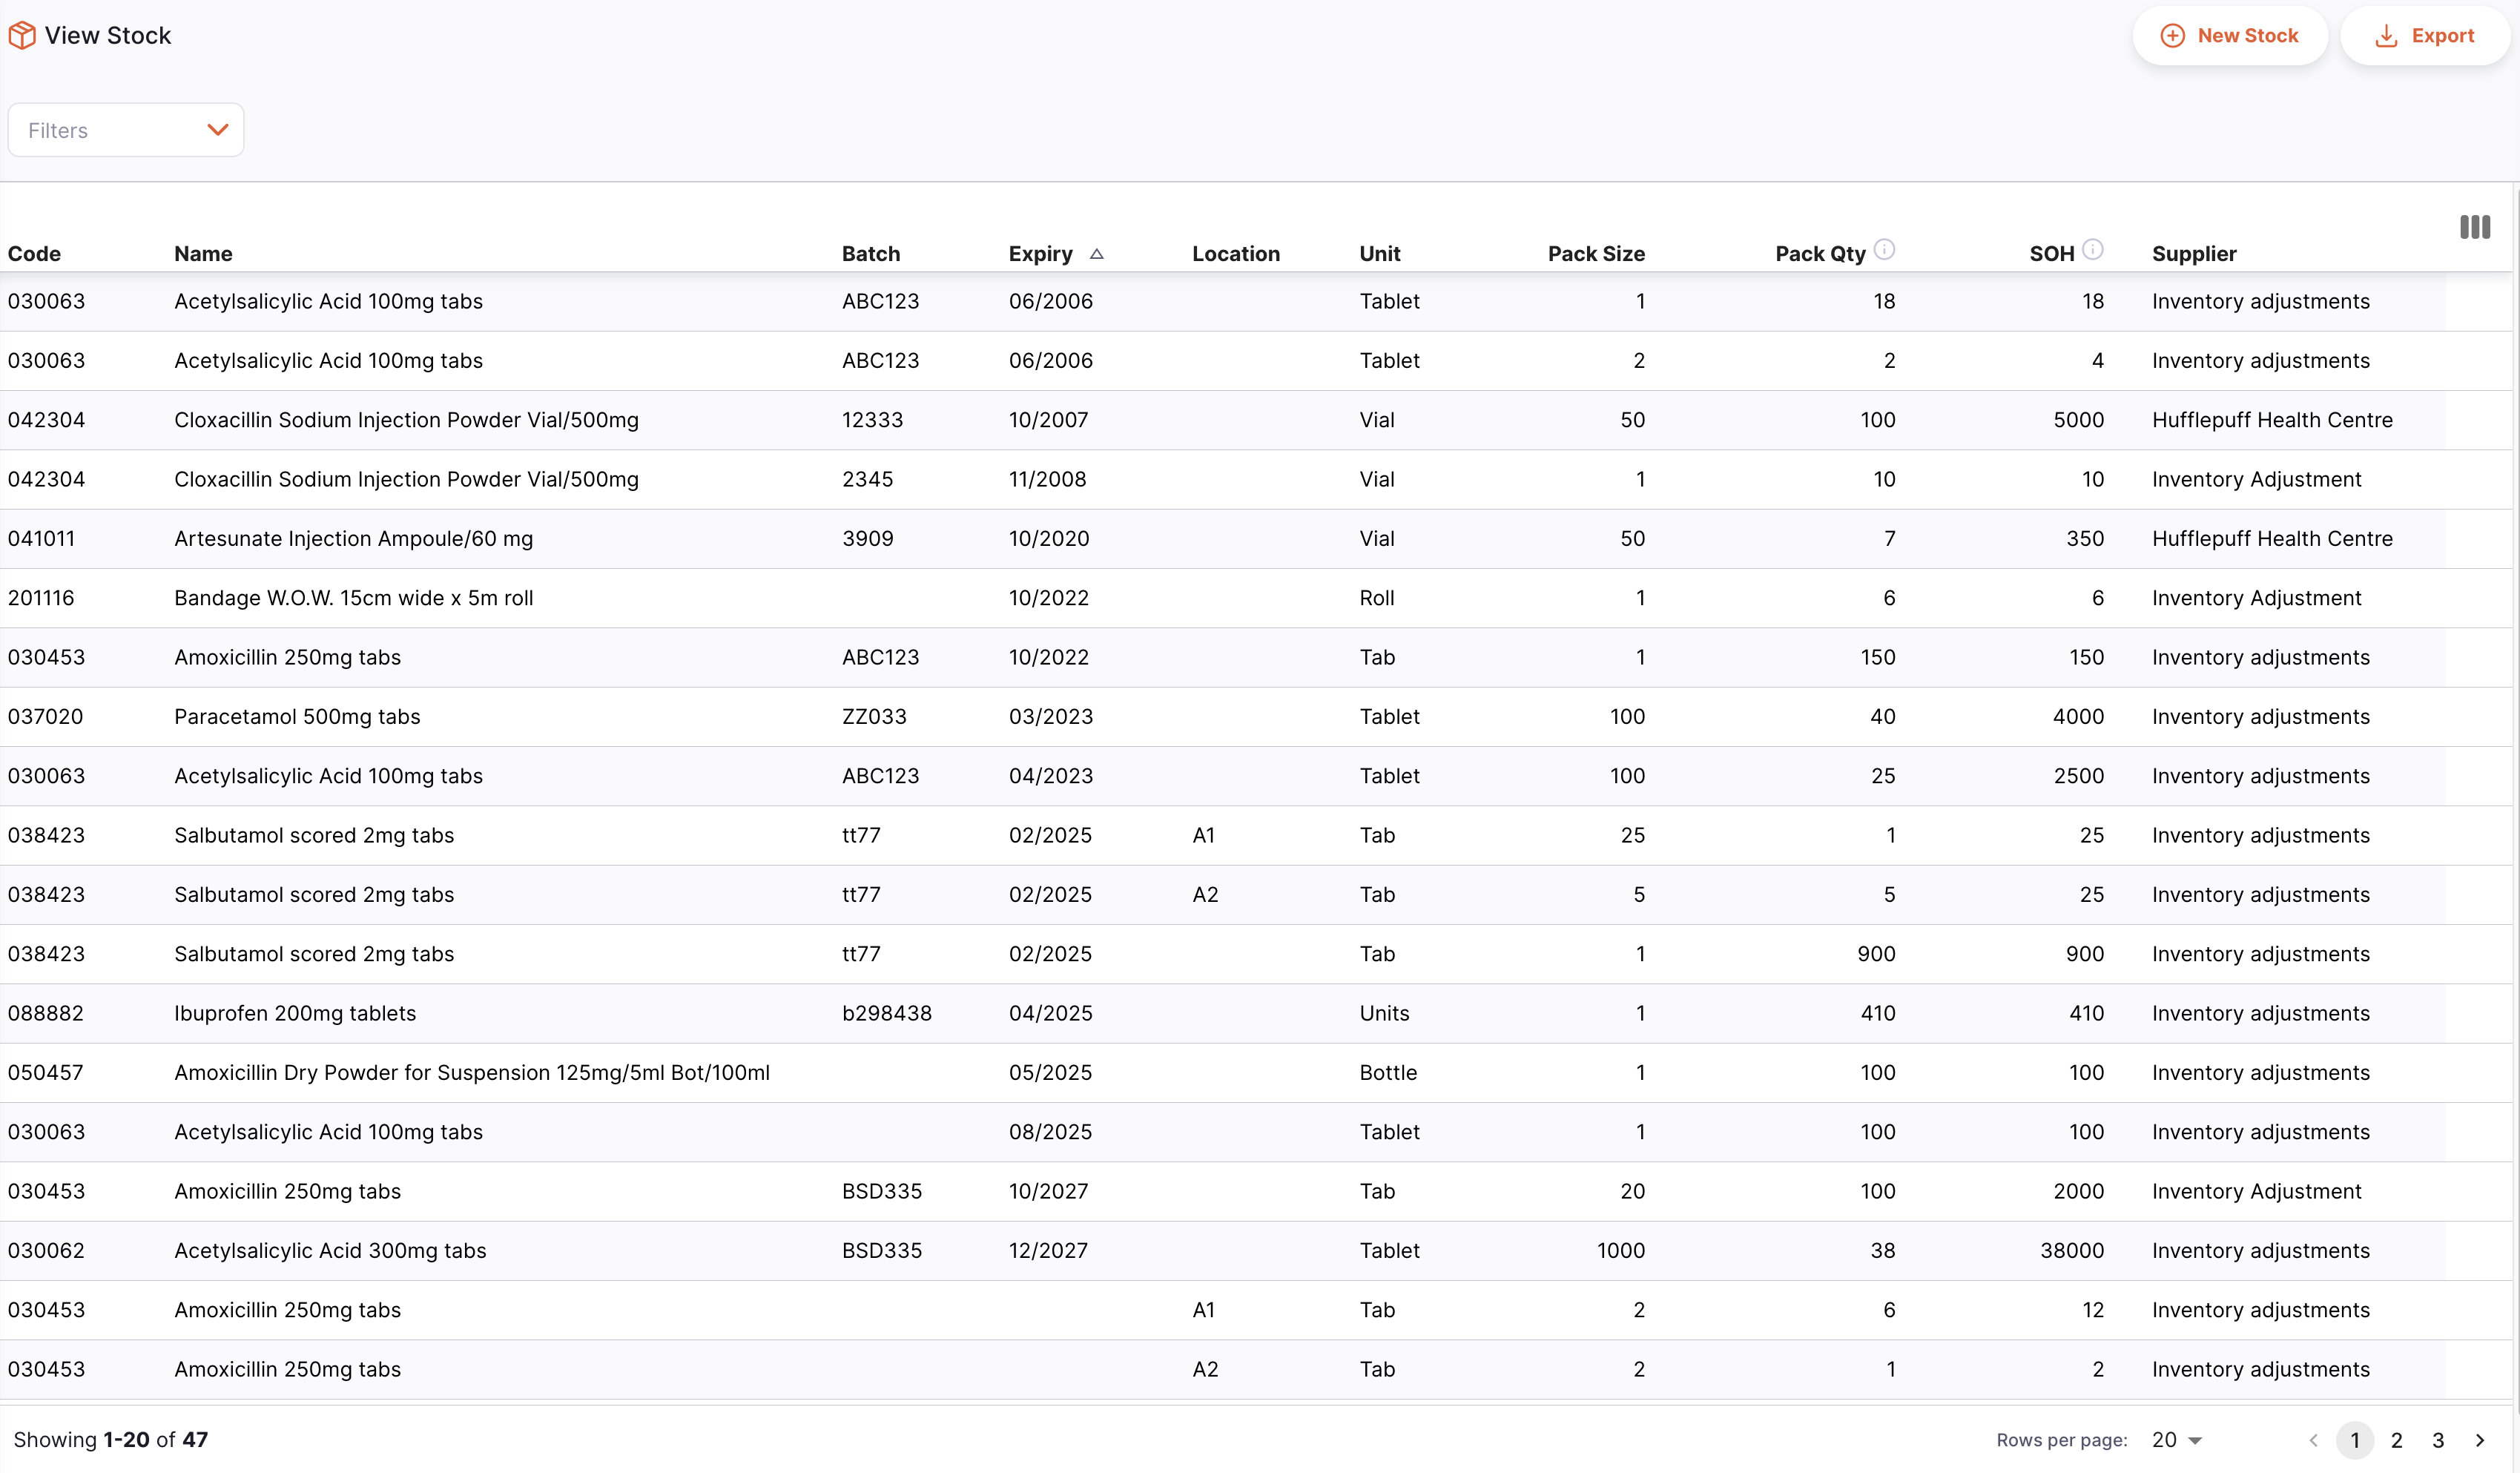 View Stock
New Stock
Export
Filters
Code Name Batch Expiry Location Unit Pack Size Pack Qty SOH Supplier
030063 Acetylsalicylic Acid 100mg tabs ABC123 06/2006 Tablet 1 18 18 Inventory adjustments
030063 Acetylsalicylic Acid 100mg tabs ABC123 06/2006 Tablet 2 2 4 Inventory adjustments
042304 Cloxacillin Sodium Injection Powder Vial/500mg 12333 10/2007 Vial 50 100 5000 Hufflepuff Health Centre
042304 Cloxacillin Sodium Injection Powder Vial/500mg 2345 11/2008 Vial 1 10 10 Inventory Adjustment
041011 Artesunate Injection Ampoule/60 mg 3909 10/2020 Vial 50 7 350 Hufflepuff Health Centre
201116 Bandage W.O.W. 15cm wide x 5m roll 10/2022 Roll 1 6 6 Inventory Adjustment
030453 Amoxicillin 250mg tabs ABC123 10/2022 Tab 1 150 150 Inventory adjustments
037020 Paracetamol 500mg tabs ZZ033 03/2023 Tablet 100 40 4000 Inventory adjustments
030063 Acetylsalicylic Acid 100mg tabs ABC123 04/2023 Tablet 100 25 2500 Inventory adjustments
038423 Salbutamol scored 2mg tabs tt77 02/2025 A1 Tab 25 1 25 Inventory adjustments
038423 Salbutamol scored 2mg tabs tt77 02/2025 A2 Tab 5 5 25 Inventory adjustments
038423 Salbutamol scored 2mg tabs tt77 02/2025 Tab 1 900 900 Inventory adjustments
088882 Ibuprofen 200mg tablets b298438 04/2025 Units 1 410 410 Inventory adjustments
050457 Amoxicillin Dry Powder for Suspension 125mg/5ml Bot/100ml 05/2025 Bottle 1 100 100 Inventory adjustments
030063 Acetylsalicylic Acid 100mg tabs 08/2025 Tablet 1 100 100 Inventory adjustments
030453 Amoxicillin 250mg tabs BSD335 10/2027 Tab 20 100 2000 Inventory Adjustment
030062 Acetylsalicylic Acid 300mg tabs BSD335 12/2027 Tablet 1000 38 38000 Inventory adjustments
030453 Amoxicillin 250mg tabs A1 Tab 2 6 12 Inventory adjustments
030453 Amoxicillin 250mg tabs A2 Tab 2 1 2 Inventory adjustments
Showing 1-20 of 47 Rows per page: 20 1 2 3